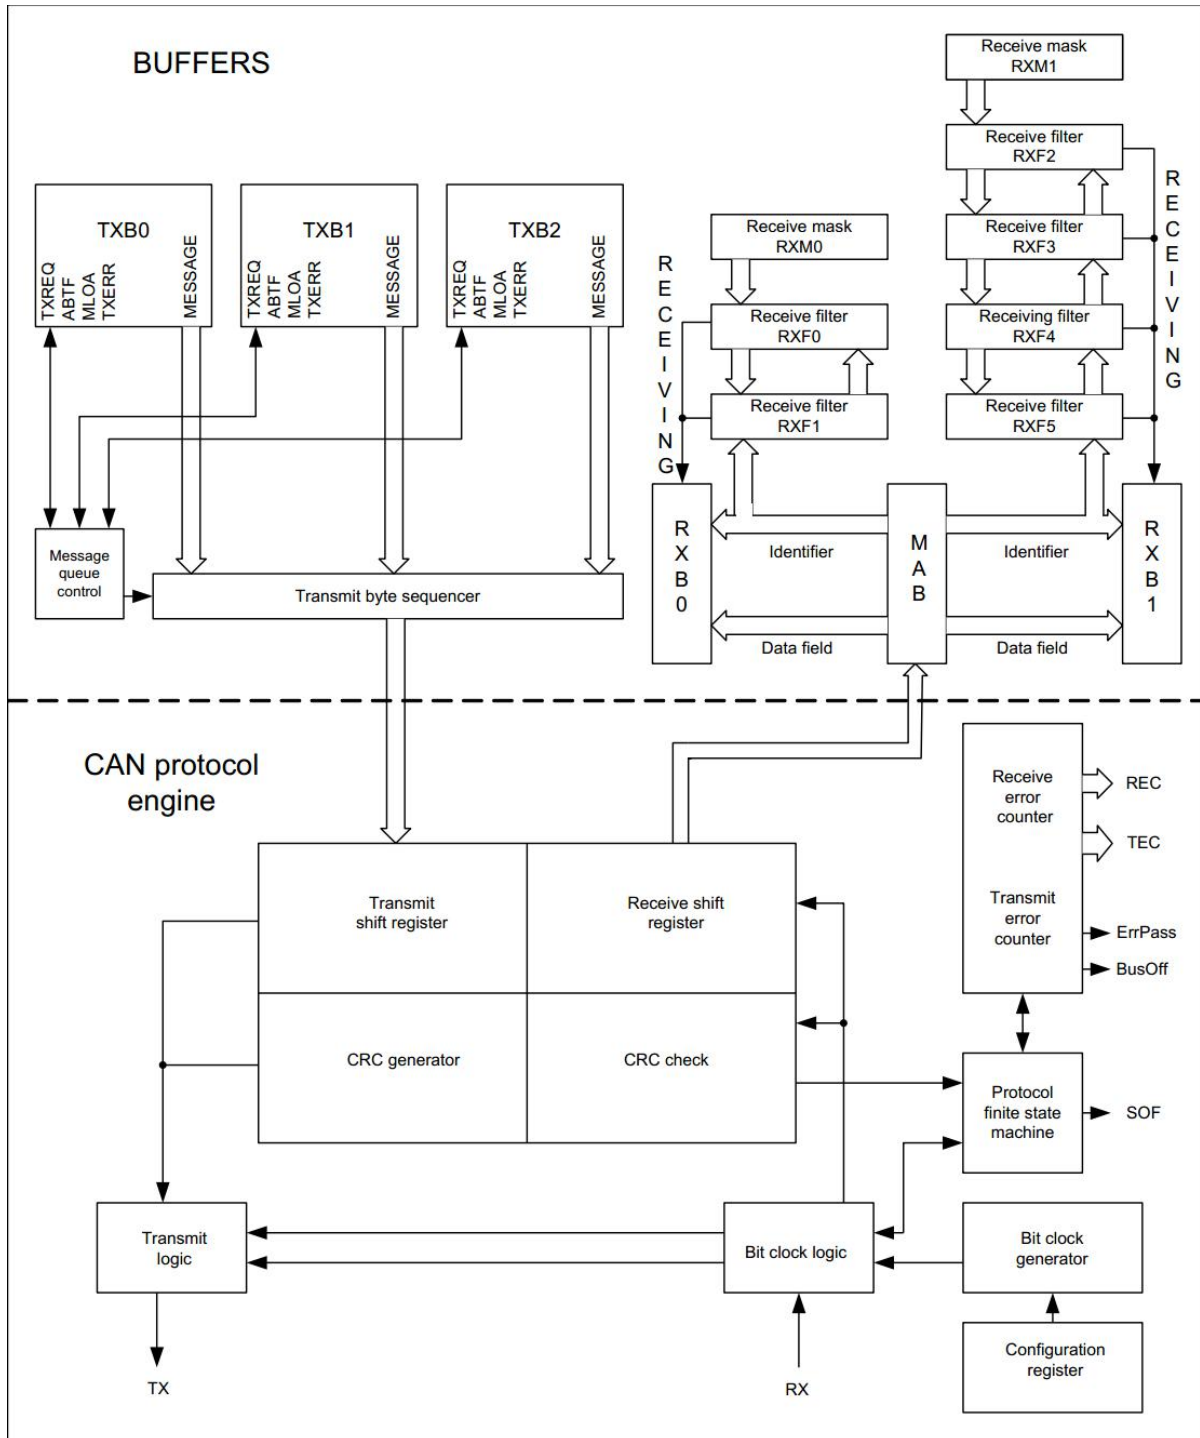 BUFFERS
Receive mask
RXM1
Receive filter
RXF2
Receive filter
RXF3
Receiving filter
RXF4
Receive filter
RXF5
RECEIVING
Receive mask
RXM0
Receive filter
RXF0
Receive filter
RXF1
RECEIVING
TXB0
TXREQ
ABTF
MLOA
TXERR
MESSAGE
TXB1
TXREQ
ABTF
MLOA
TXERR
MESSAGE
TXB2
TXREQ
ABTF
MLOA
TXERR
MESSAGE
Message
queue
control
Transmit byte sequencer
RXB0
Identifier
Data field
MAB
Identifier
Data field
RXB1
CAN protocol
engine
Receive
error
counter
Transmit
error
counter
REC
TEC
ErrPass
BusOff
Transmit
shift register
Receive shift
register
CRC generator
CRC check
Protocol
finite state
machine
SOF
Transmit
logic
Bit clock logic
Bit clock
generator
Configuration
register
TX
RX